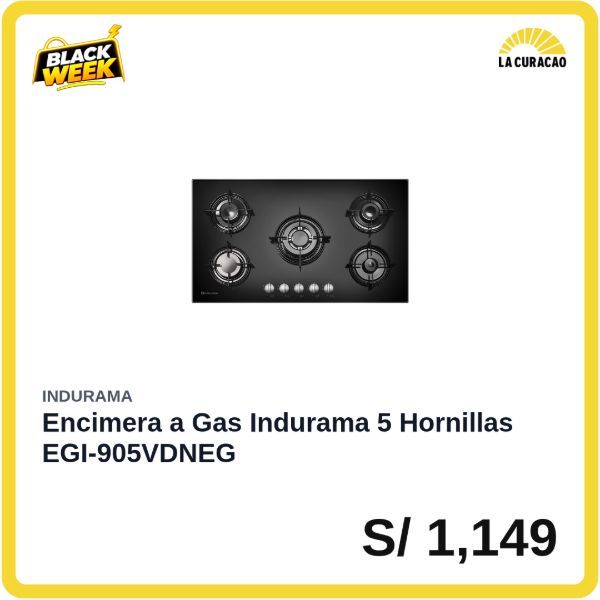 BLACK
WEEK
LA CURACAO
INDURAMA
Encimera a Gas Indurama 5 Hornillas
EGI-905VDNEG
S/ 1,149